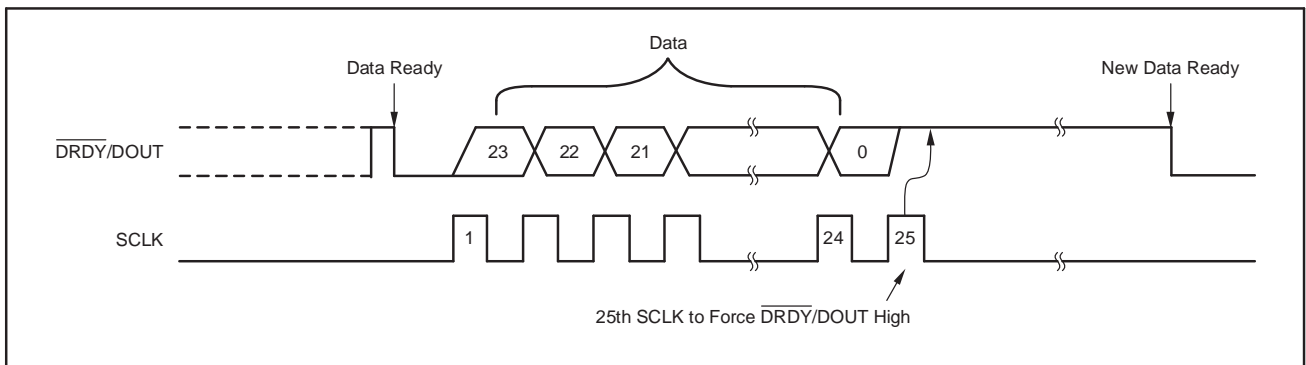 Data
Data Ready
New Data Ready
DRDY/DOUT
23 22 21 0
SCLK
1 24 25
25th SCLK to Force DRDY/DOUT High